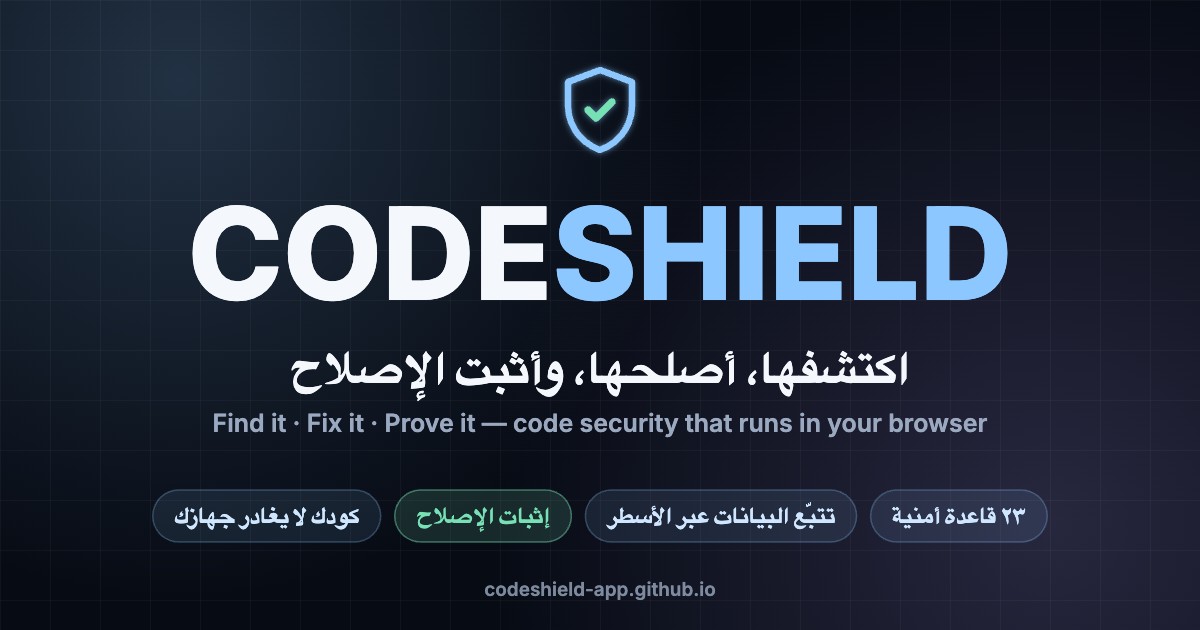 CODESHIELD
اكتشفها، أصلحها، وأثبت الإصلاح
Find it · Fix it · Prove it — code security that runs in your browser
٢٣ قاعدة أمنية
تتبّع البيانات عبر الأسطر
إثبات الإصلاح
كودك لا يغادر جهازك
codeshield-app.github.io